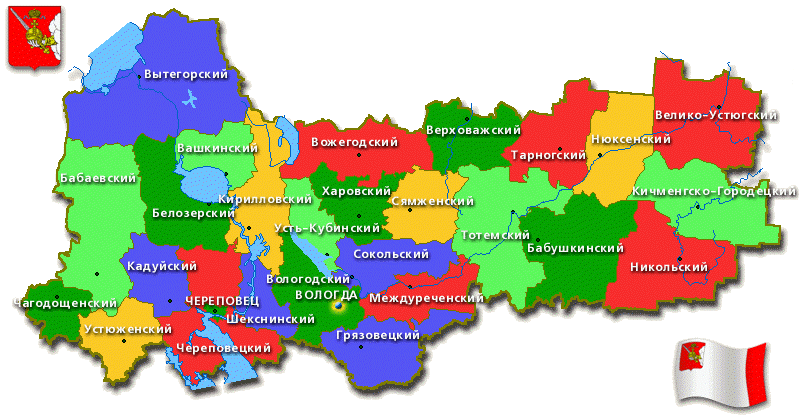 Вытегорский
Велико-Устюгский
Верховажский
Вожегодский
Нюксенский
Вашкинский
Тарногский
Бабаевский
Харовский
Кичменгско-Городецкий
Кирилловский
Сямженский
Белозерский
Усть-Кубинский
Тотемский
Бабушкинский
Сокольский
Кадуйский
Никольский
Вологодский
ВОЛОГДА
Междуреченский
Чагодощенский
ЧЕРЕПОВЕЦ
Шекснинский
Устюженский
Грязовецкий
Череповецкий